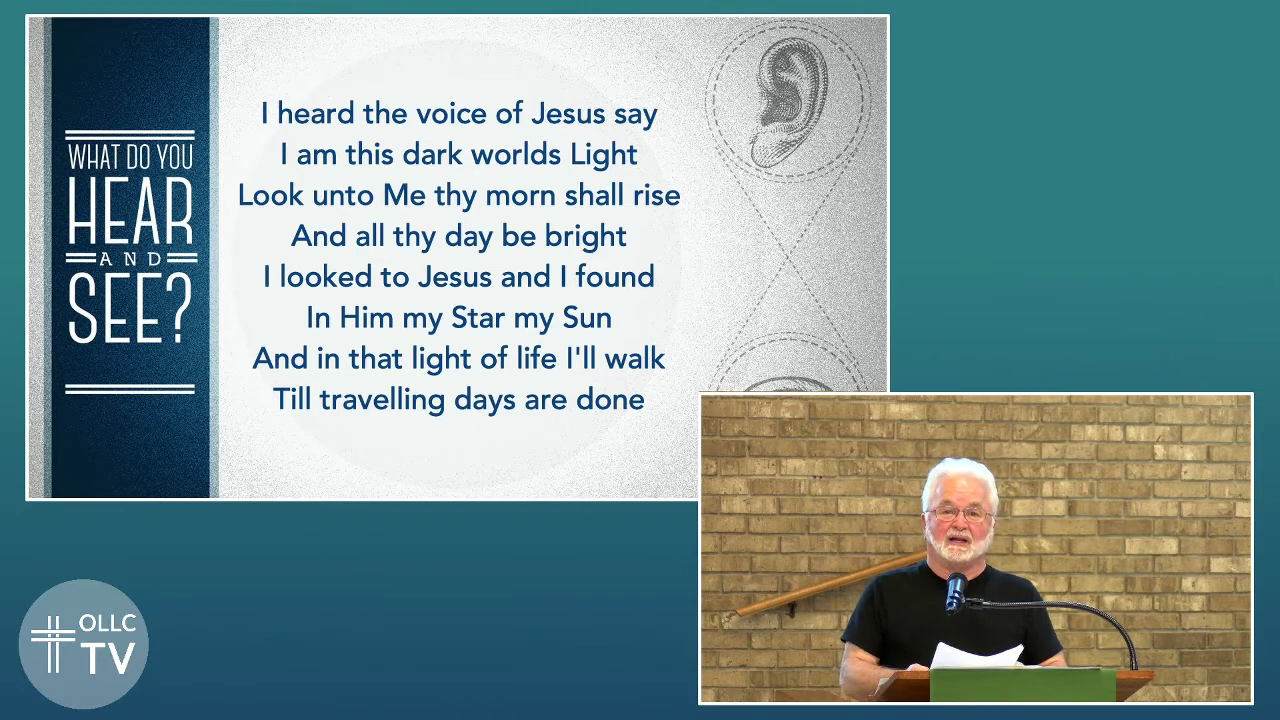 WHAT DO YOU
HEAR
AND
SEE?
I heard the voice of Jesus say
I am this dark worlds Light
Look unto Me thy morn shall rise
And all thy day be bright
I looked to Jesus and I found
In Him my Star my Sun
And in that light of life I'll walk
Till travelling days are done
OLLC
TV